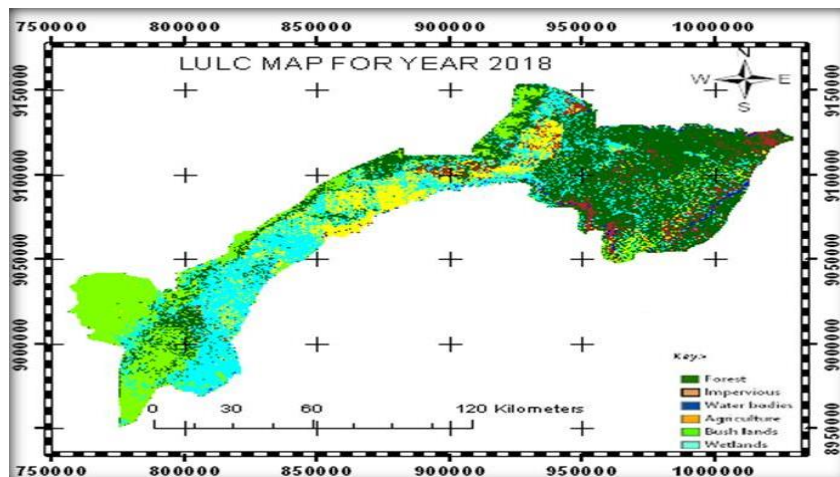 750000 800000 850000 900000 950000 1000000
LULC MAP FOR YEAR 2018
N
W E
S
9150000 9150000
9100000 9100000
9050000 9050000
9000000 9000000
8950000
Key:-
Forest
Impervious
Water bodies
Agriculture
Bush lands
Wetlands
0 30 60 120 Kilometers
750000 800000 850000 900000 950000 1000000